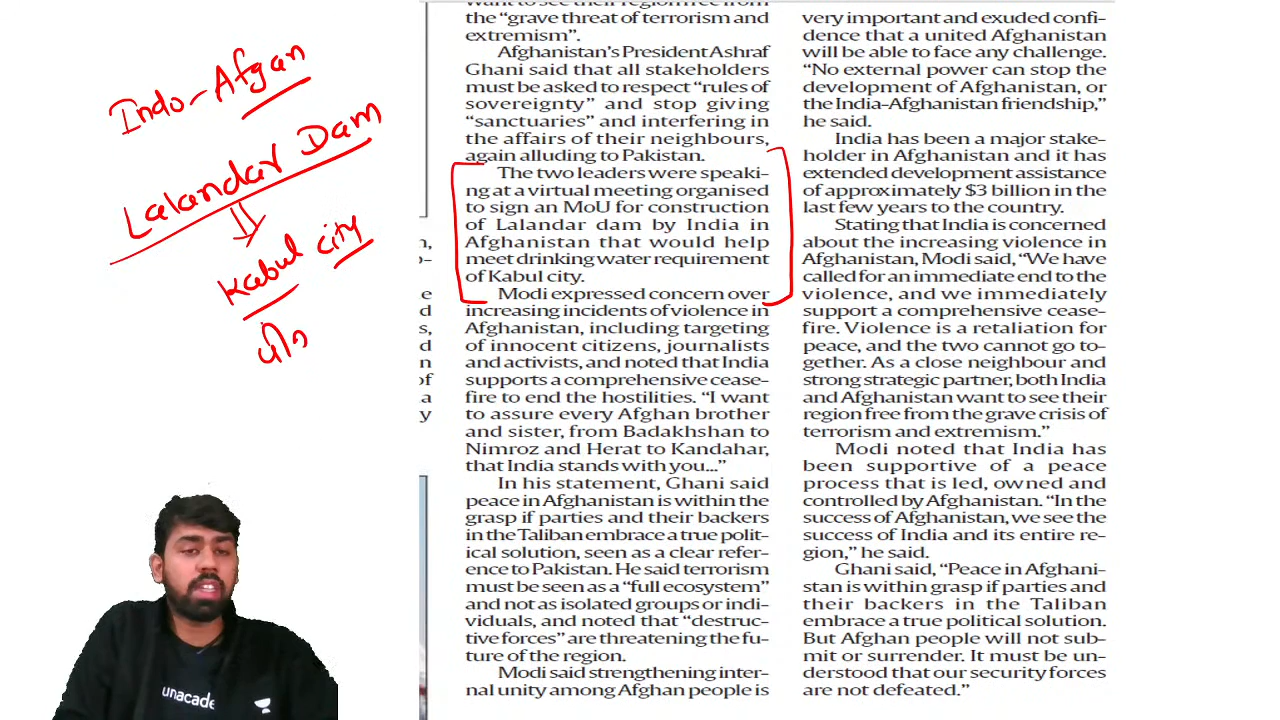 Indo-Afgan
Lalandar Dam
Kabul city
unacade
want to see their region free from
the “grave threat of terrorism and
extremism”.
Afghanistan’s President Ashraf
Ghani said that all stakeholders
must be asked to respect “rules of
sovereignty” and stop giving
“sanctuaries” and interfering in
the affairs of their neighbours,
again alluding to Pakistan.
The two leaders were speaki-
ng at a virtual meeting organised
to sign an MoU for construction
of Lalandar dam by India in
Afghanistan that would help
meet drinking water requirement
of Kabul city.
Modi expressed concern over
increasing incidents of violence in
Afghanistan, including targeting
of innocent citizens, journalists
and activists, and noted that India
supports a comprehensive cease-
fire to end the hostilities. “I want
to assure every Afghan brother
and sister, from Badakhshan to
Nimroz and Herat to Kandahar,
that India stands with you...”
In his statement, Ghani said
peace in Afghanistan is within the
grasp if parties and their backers
in the Taliban embrace a true polit-
ical solution, seen as a clear refer-
ence to Pakistan. He said terrorism
must be seen as a “full ecosystem”
and not as isolated groups or indi-
viduals, and noted that “destruc-
tive forces” are threatening the fu-
ture of the region.
Modi said strengthening inter-
nal unity among Afghan people is
very important and exuded confi-
dence that a united Afghanistan
will be able to face any challenge.
“No external power can stop the
development of Afghanistan, or
the India-Afghanistan friendship,”
he said.
India has been a major stake-
holder in Afghanistan and it has
extended development assistance
of approximately $3 billion in the
last few years to the country.
Stating that India is concerned
about the increasing violence in
Afghanistan, Modi said, “We have
called for an immediate end to the
violence, and we immediately
support a comprehensive cease-
fire. Violence is a retaliation for
peace, and the two cannot go to-
gether. As a close neighbour and
strong strategic partner, both India
and Afghanistan want to see their
region free from the grave crisis of
terrorism and extremism.”
Modi noted that India has
been supportive of a peace
process that is led, owned and
controlled by Afghanistan. “In the
success of Afghanistan, we see the
success of India and its entire re-
gion,” he said.
Ghani said, “Peace in Afghani-
stan is within grasp if parties and
their backers in the Taliban
embrace a true political solution.
But Afghan people will not sub-
mit or surrender. It must be un-
derstood that our security forces
are not defeated.”